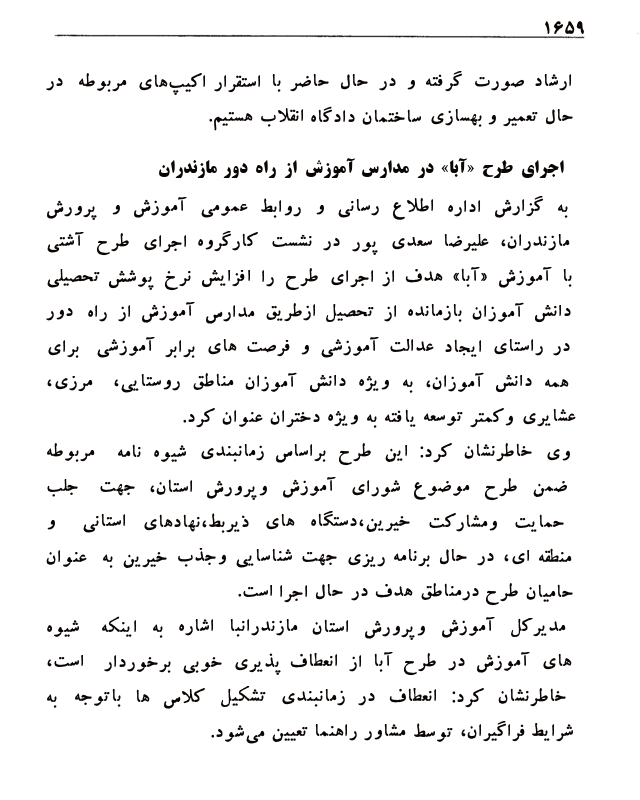 ۱۶۵۹
ارشاد صورت گرفته و در حال حاضر با استقرار اکیپ‌های مربوطه در
حال تعمیر و بهسازی ساختمان دادگاه انقلاب هستیم.
اجرای طرح «آبا» در مدارس آموزش از راه دور مازندران
به گزارش اداره اطلاع رسانی و روابط عمومی آموزش و پرورش
مازندران، علیرضا سعدی پور در نشست کارگروه اجرای طرح آشتی
با آموزش «آبا» هدف از اجرای طرح را افزایش نرخ پوشش تحصیلی
دانش آموزان بازمانده از تحصیل ازطریق مدارس آموزش از راه دور
در راستای ایجاد عدالت آموزشی و فرصت های برابر آموزشی برای
همه دانش آموزان، به ویژه دانش آموزان مناطق روستایی، مرزی،
عشایری وکمتر توسعه یافته به ویژه دختران عنوان کرد.
وی خاطرنشان کرد: این طرح براساس زمانبندی شیوه نامه مربوطه
ضمن طرح موضوع شورای آموزش وپرورش استان، جهت جلب
حمایت ومشارکت خیرین،دستگاه های ذیربط،نهادهای استانی و
منطقه ای، در حال برنامه ریزی جهت شناسایی وجذب خیرین به عنوان
حامیان طرح درمناطق هدف در حال اجرا است.
مدیرکل آموزش وپرورش استان مازندرانبا اشاره به اینکه شیوه
های آموزش در طرح آبا از انعطاف پذیری خوبی برخوردار است،
خاطرنشان کرد: انعطاف در زمانبندی تشکیل کلاس ها باتوجه به
شرایط فراگیران، توسط مشاور راهنما تعیین می‌شود.